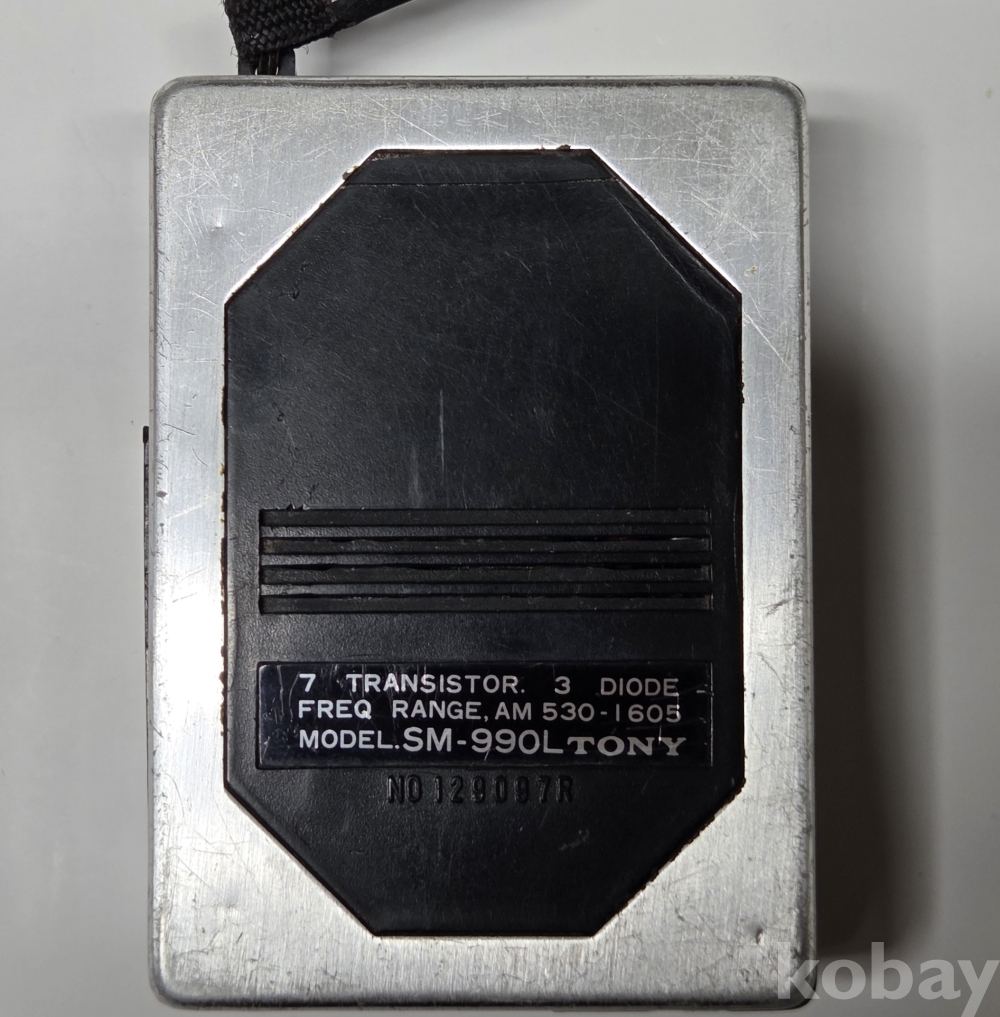 7 TRANSISTOR. 3 DIODE
FREQ RANGE, AM 530-1605
MODEL. SM-990L TONY
NO 129097R
kobay